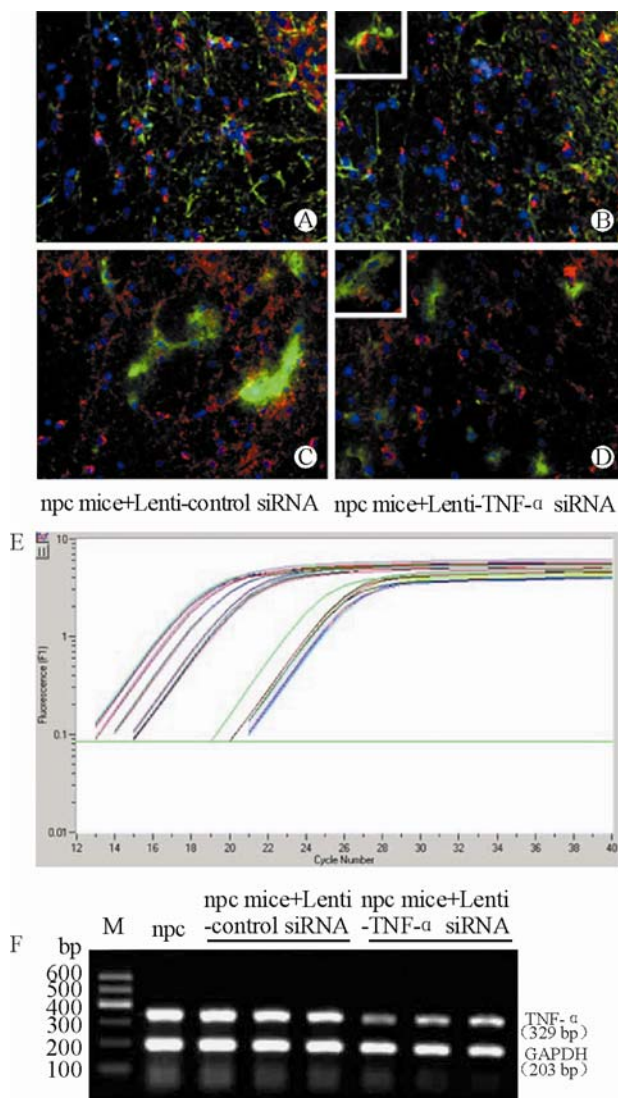 A
B
C
D
npc mice+Lenti-control siRNA npc mice+Lenti-TNF-α siRNA
E
10
1
0.1
0.01
Fluorescence (F1)
12 14 16 18 20 22 24 26 28 30 32 34 36 38 40
Cycle Number
F
M
bp
npc
npc mice+Lenti
-control siRNA
npc mice+Lenti
-TNF-α siRNA
600
500
400
300
200
100
TNF-α
(329 bp)
GAPDH
(203 bp)